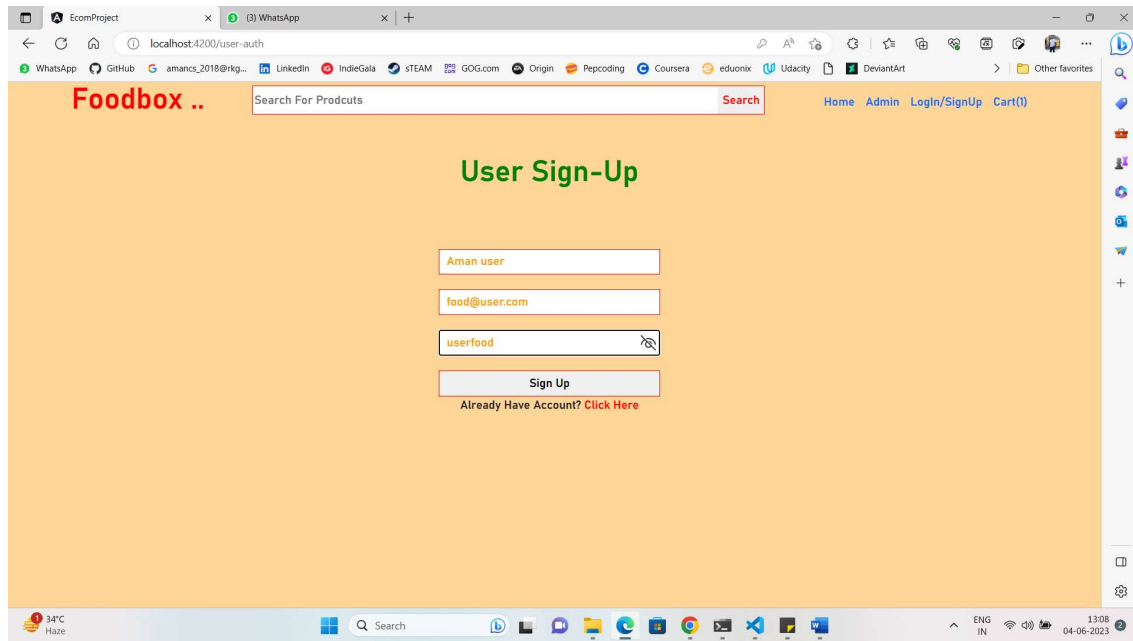 EcomProject
(3) WhatsApp
localhost:4200/user-auth
WhatsApp GitHub amancs_2018@rkg... LinkedIn IndieGala sTEAM GOG.com Origin Pepcoding Coursera eduonix Udacity DeviantArt Other favorites
Foodbox ..
Search For Prodcuts
Search
Home Admin LogIn/SignUp Cart(1)
User Sign-Up
Aman user
food@user.com
userfood
Sign Up
Already Have Account? Click Here
1
34°C
Haze
Search
ENG
IN
13:08
04-06-2023
2